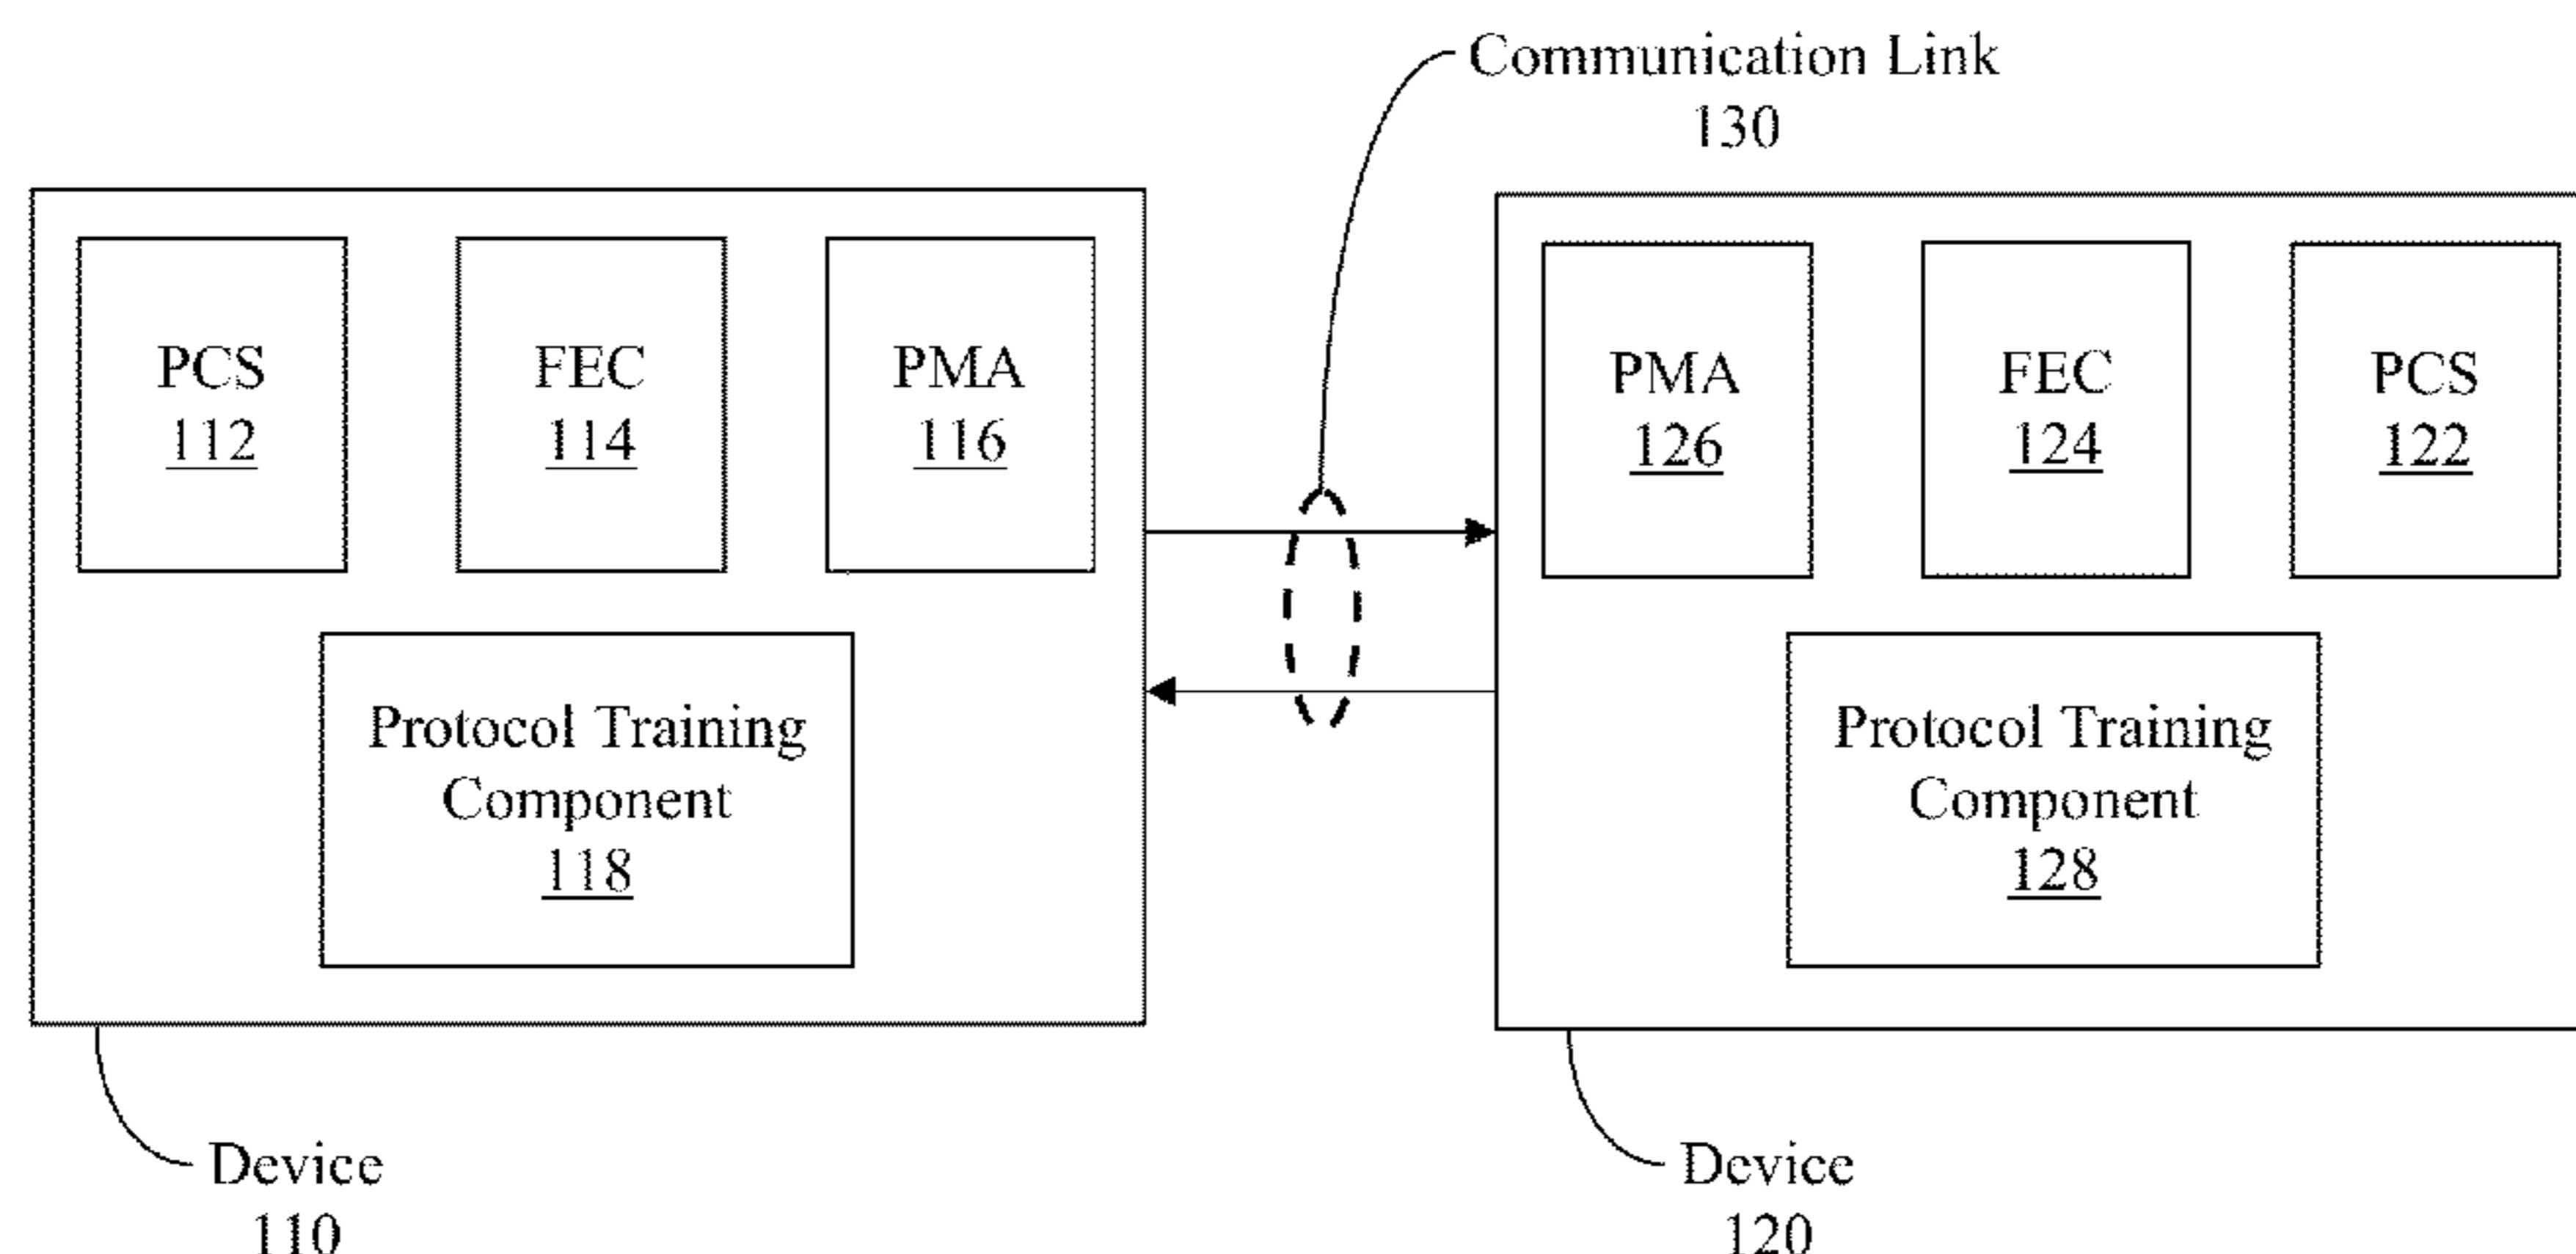 Communication Link
130
PCS
112
FEC
114
PMA
116
PMA
126
FEC
124
PCS
122
Protocol Training
Component
118
Protocol Training
Component
128
Device
110
Device
120